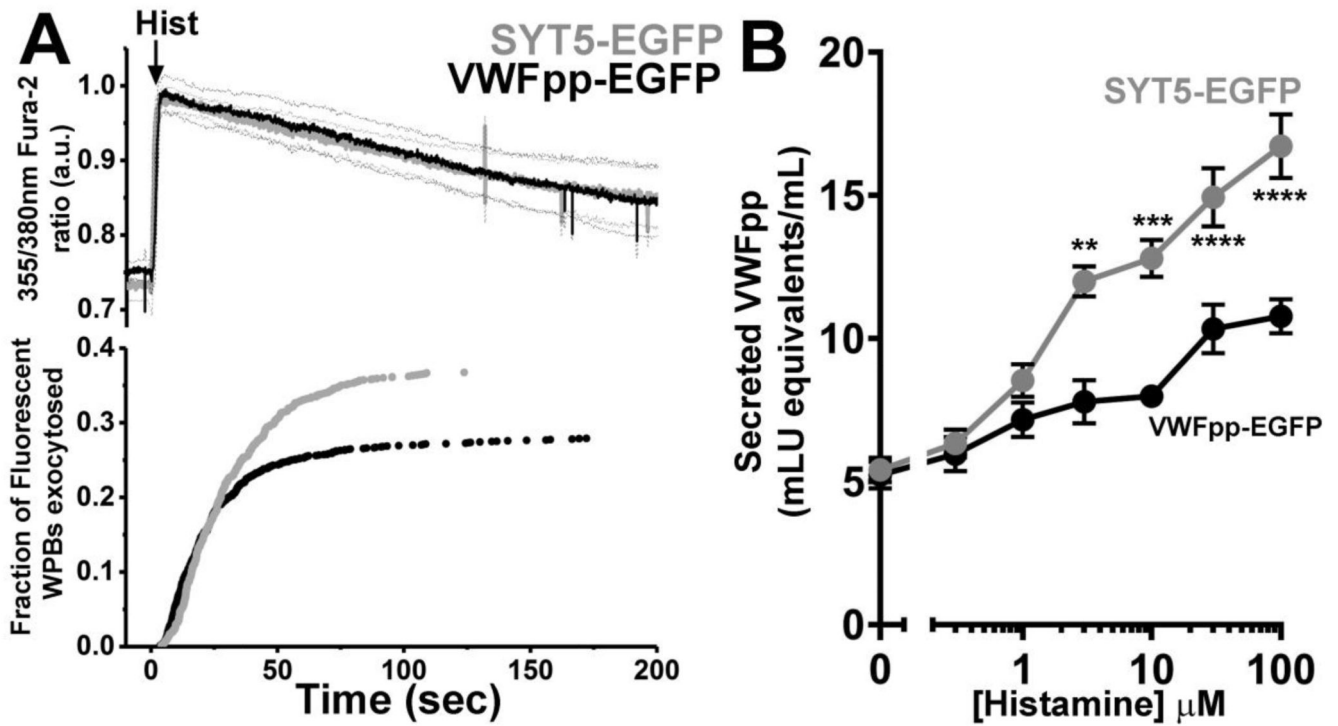 A
Hist
SYT5-EGFP
VWFpp-EGFP
355/380nm Fura-2
ratio (a.u.)
1.0
0.9
0.8
0.7
Fraction of Fluorescent
WPBs exocytosed
0.4
0.3
0.2
0.1
0.0
0
50
100
150
200
Time (sec)
B
Secreted VWFpp
(mLU equivalents/mL)
20
15
10
5
0
SYT5-EGFP
**
***
****
****
VWFpp-EGFP
0
1
10
100
[Histamine] μM